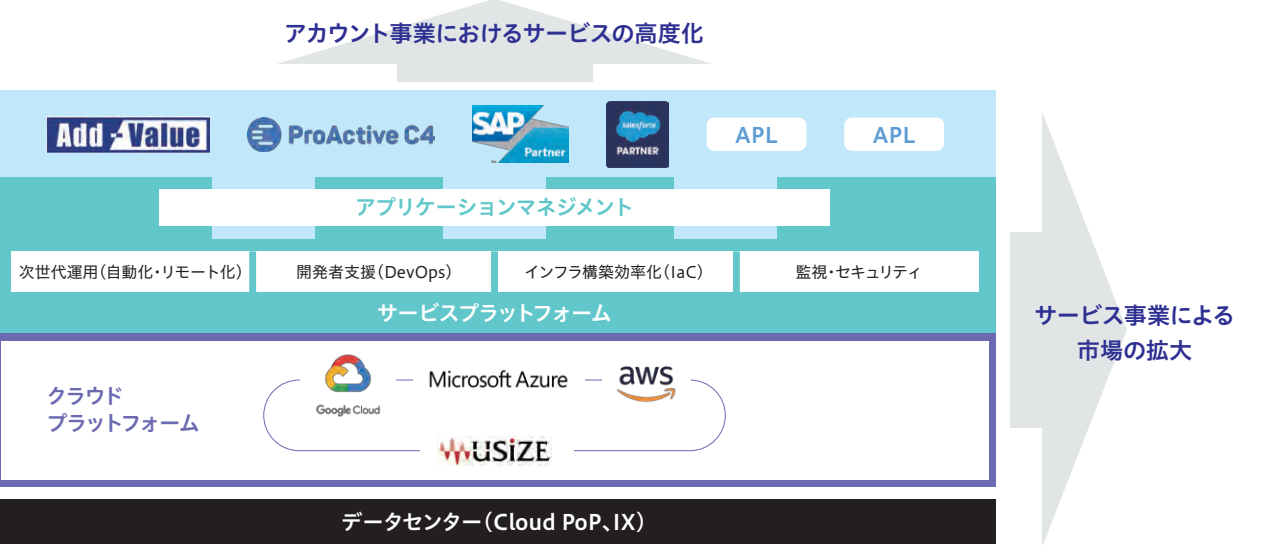 アカウント事業におけるサービスの高度化
Add Value
ProActive C4
SAP
Partner
salesforce
PARTNER
APL
APL
アプリケーションマネジメント
次世代運用(自動化・リモート化)
開発者支援(DevOps)
インフラ構築効率化(IaC)
監視・セキュリティ
サービスプラットフォーム
サービス事業による
市場の拡大
クラウド
プラットフォーム
Google Cloud
Microsoft Azure
aws
USiZE
データセンター(Cloud PoP、IX)